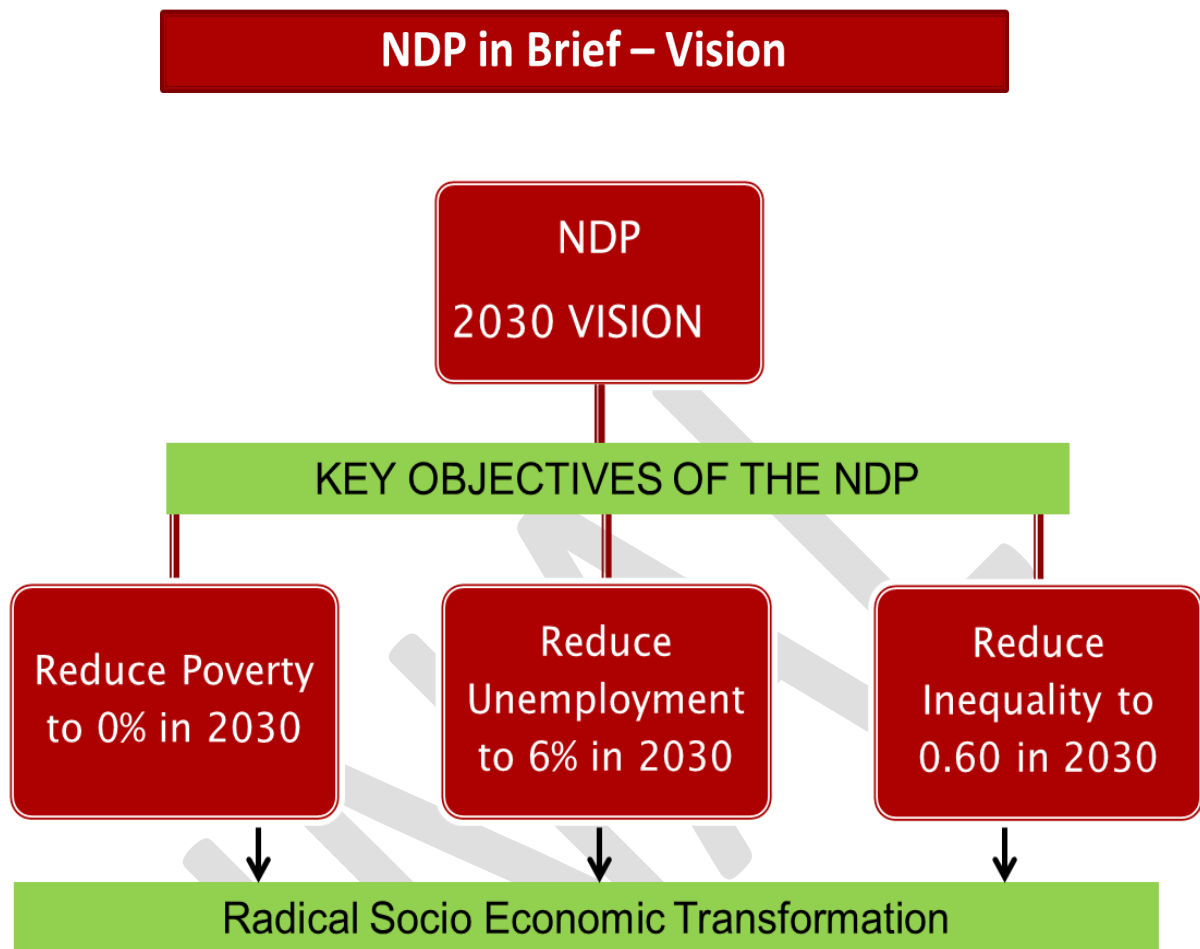 NDP in Brief – Vision
NDP
2030 VISION
KEY OBJECTIVES OF THE NDP
Reduce Poverty
to 0% in 2030
Reduce
Unemployment
to 6% in 2030
Reduce
Inequality to
0.60 in 2030
Radical Socio Economic Transformation